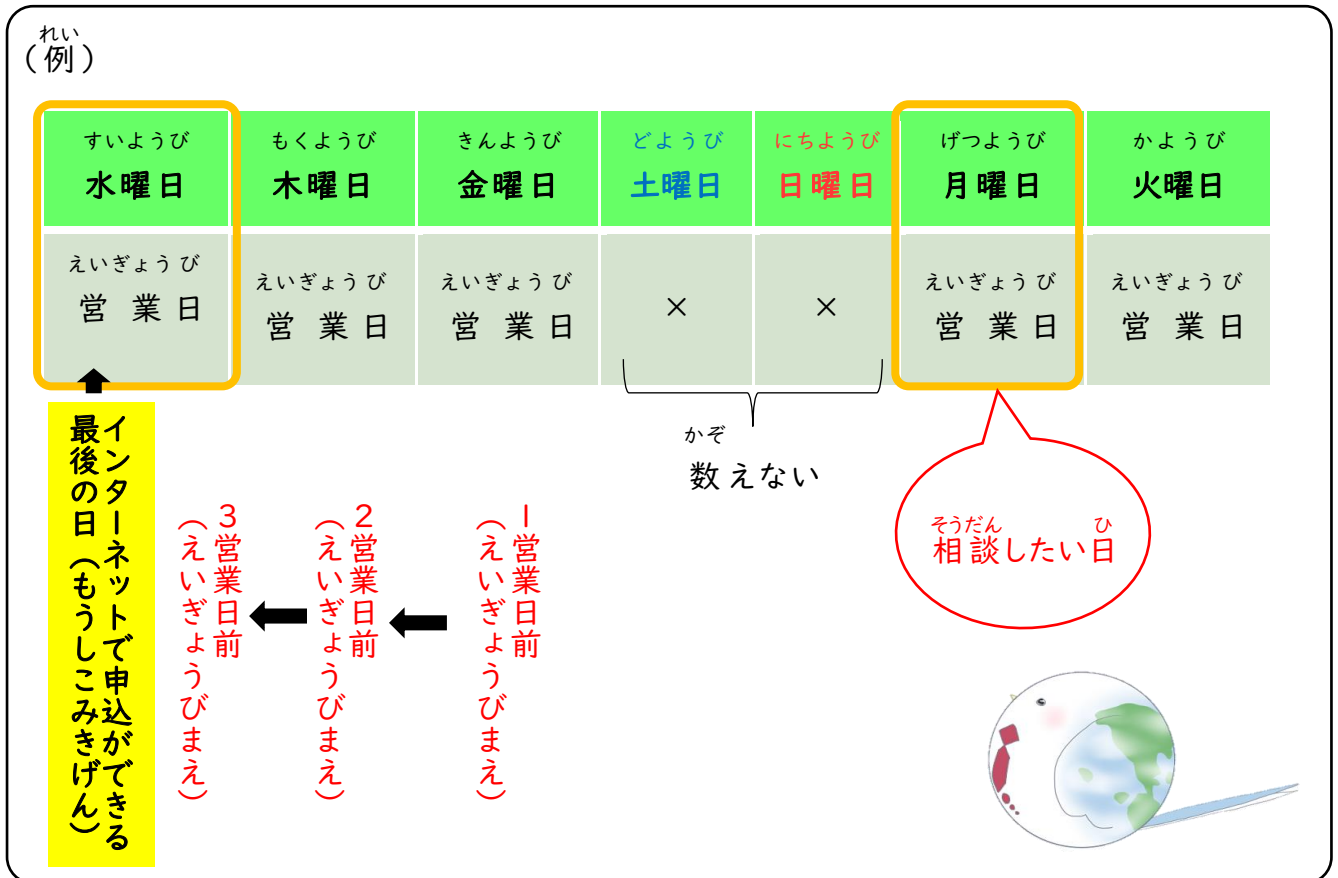 れい
(例)
すいようび もくようび きんようび どようび にちようび げつようび かようび
水曜日 木曜日 金曜日 土曜日 日曜日 月曜日 火曜日
えいぎょうび えいぎょうび えいぎょうび えいぎょうび えいぎょうび
営業日 営業日 営業日 × × 営業日 営業日
かぞ
数えない
そうだん ひ
相談したい日
1営業日前
(えいぎょうびまえ)
2営業日前
(えいぎょうびまえ)
3営業日前
(えいぎょうびまえ)
インターネットで申込ができる
最後の日(もうしこみきげん)